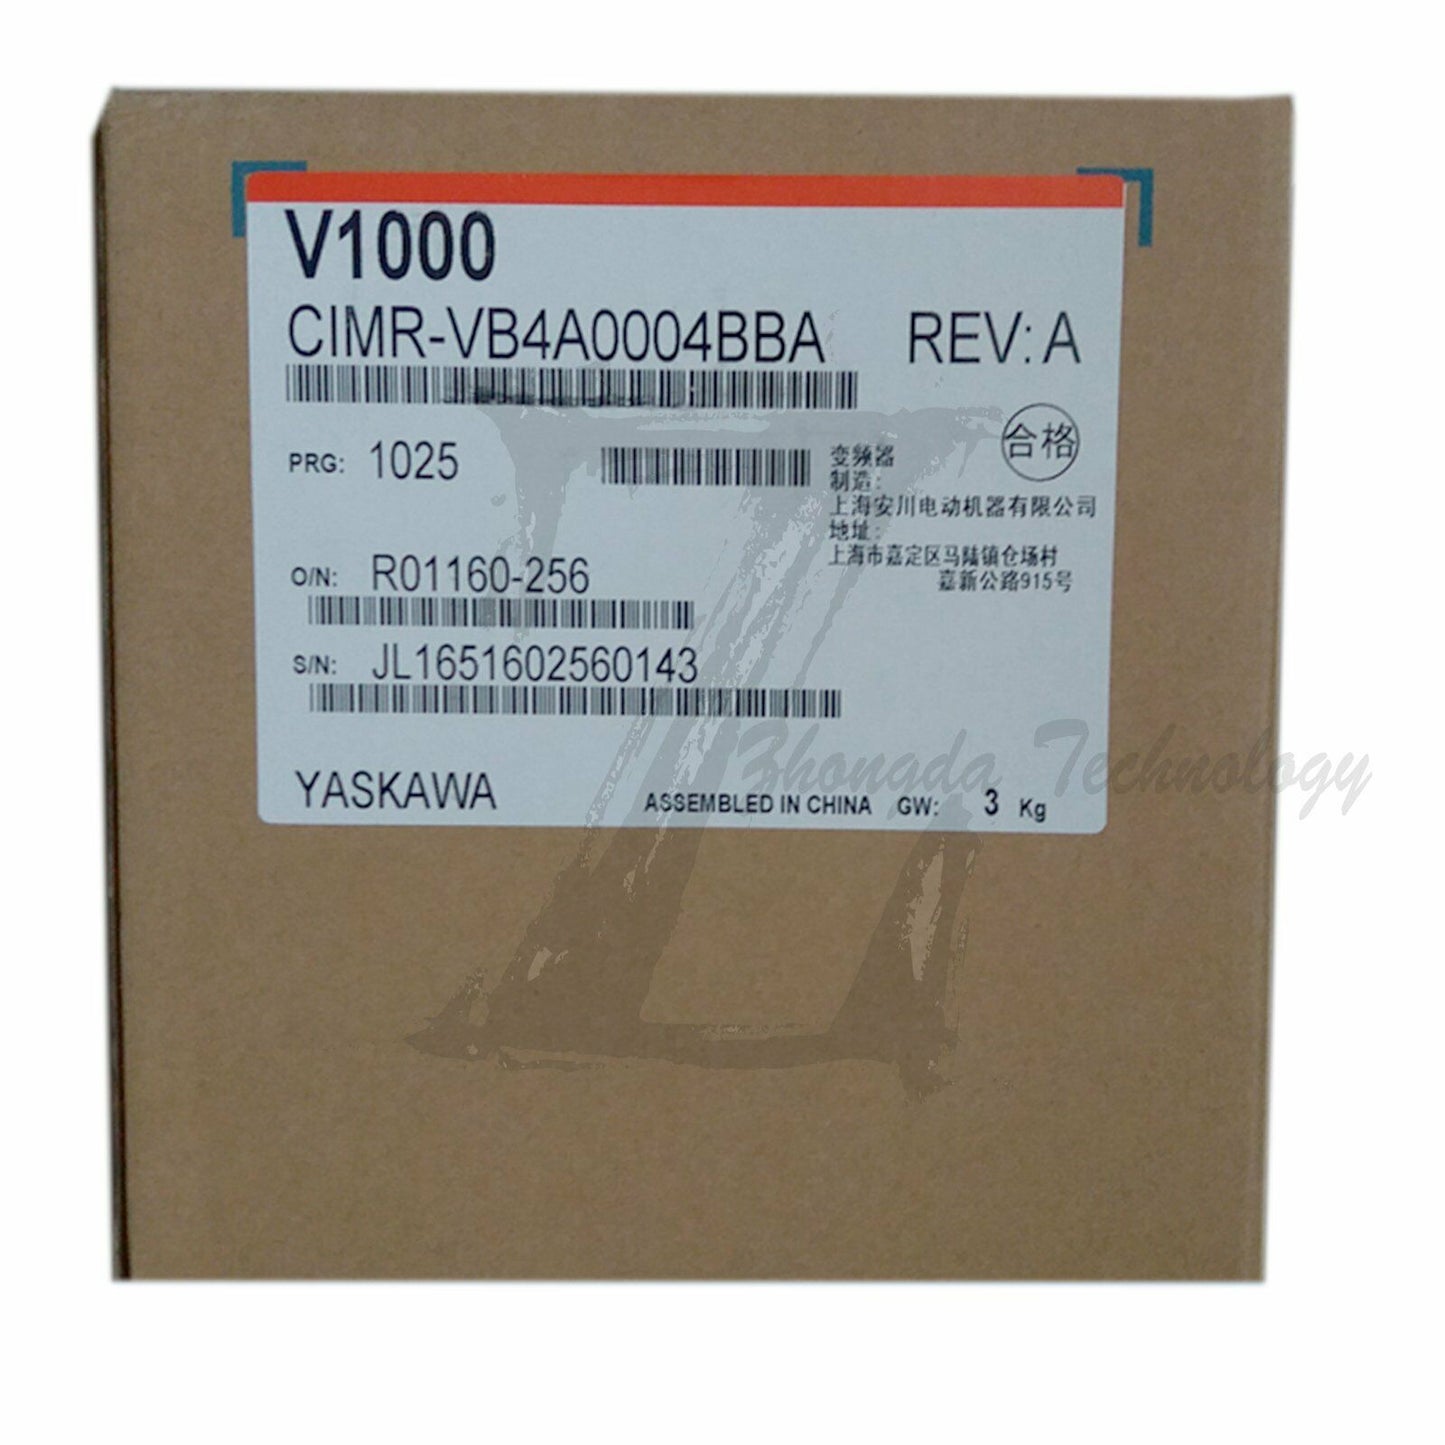 V1000
CIMR-VB4A0004BBA REV: A
合格
PRG: 1025
变频器
制造:
上海安川电动机器有限公司
地址:
上海市嘉定区马陆镇仓场村
嘉新公路915号
O/N: R01160-256
S/N: JL1651602560143
Zhongda Technology
YASKAWA ASSEMBLED IN CHINA GW: 3 Kg